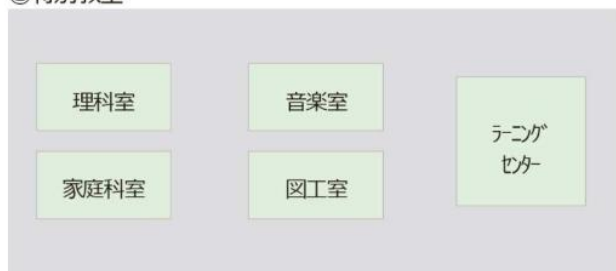 理科室
音楽室
家庭科室
図工室
ラーニング
センター